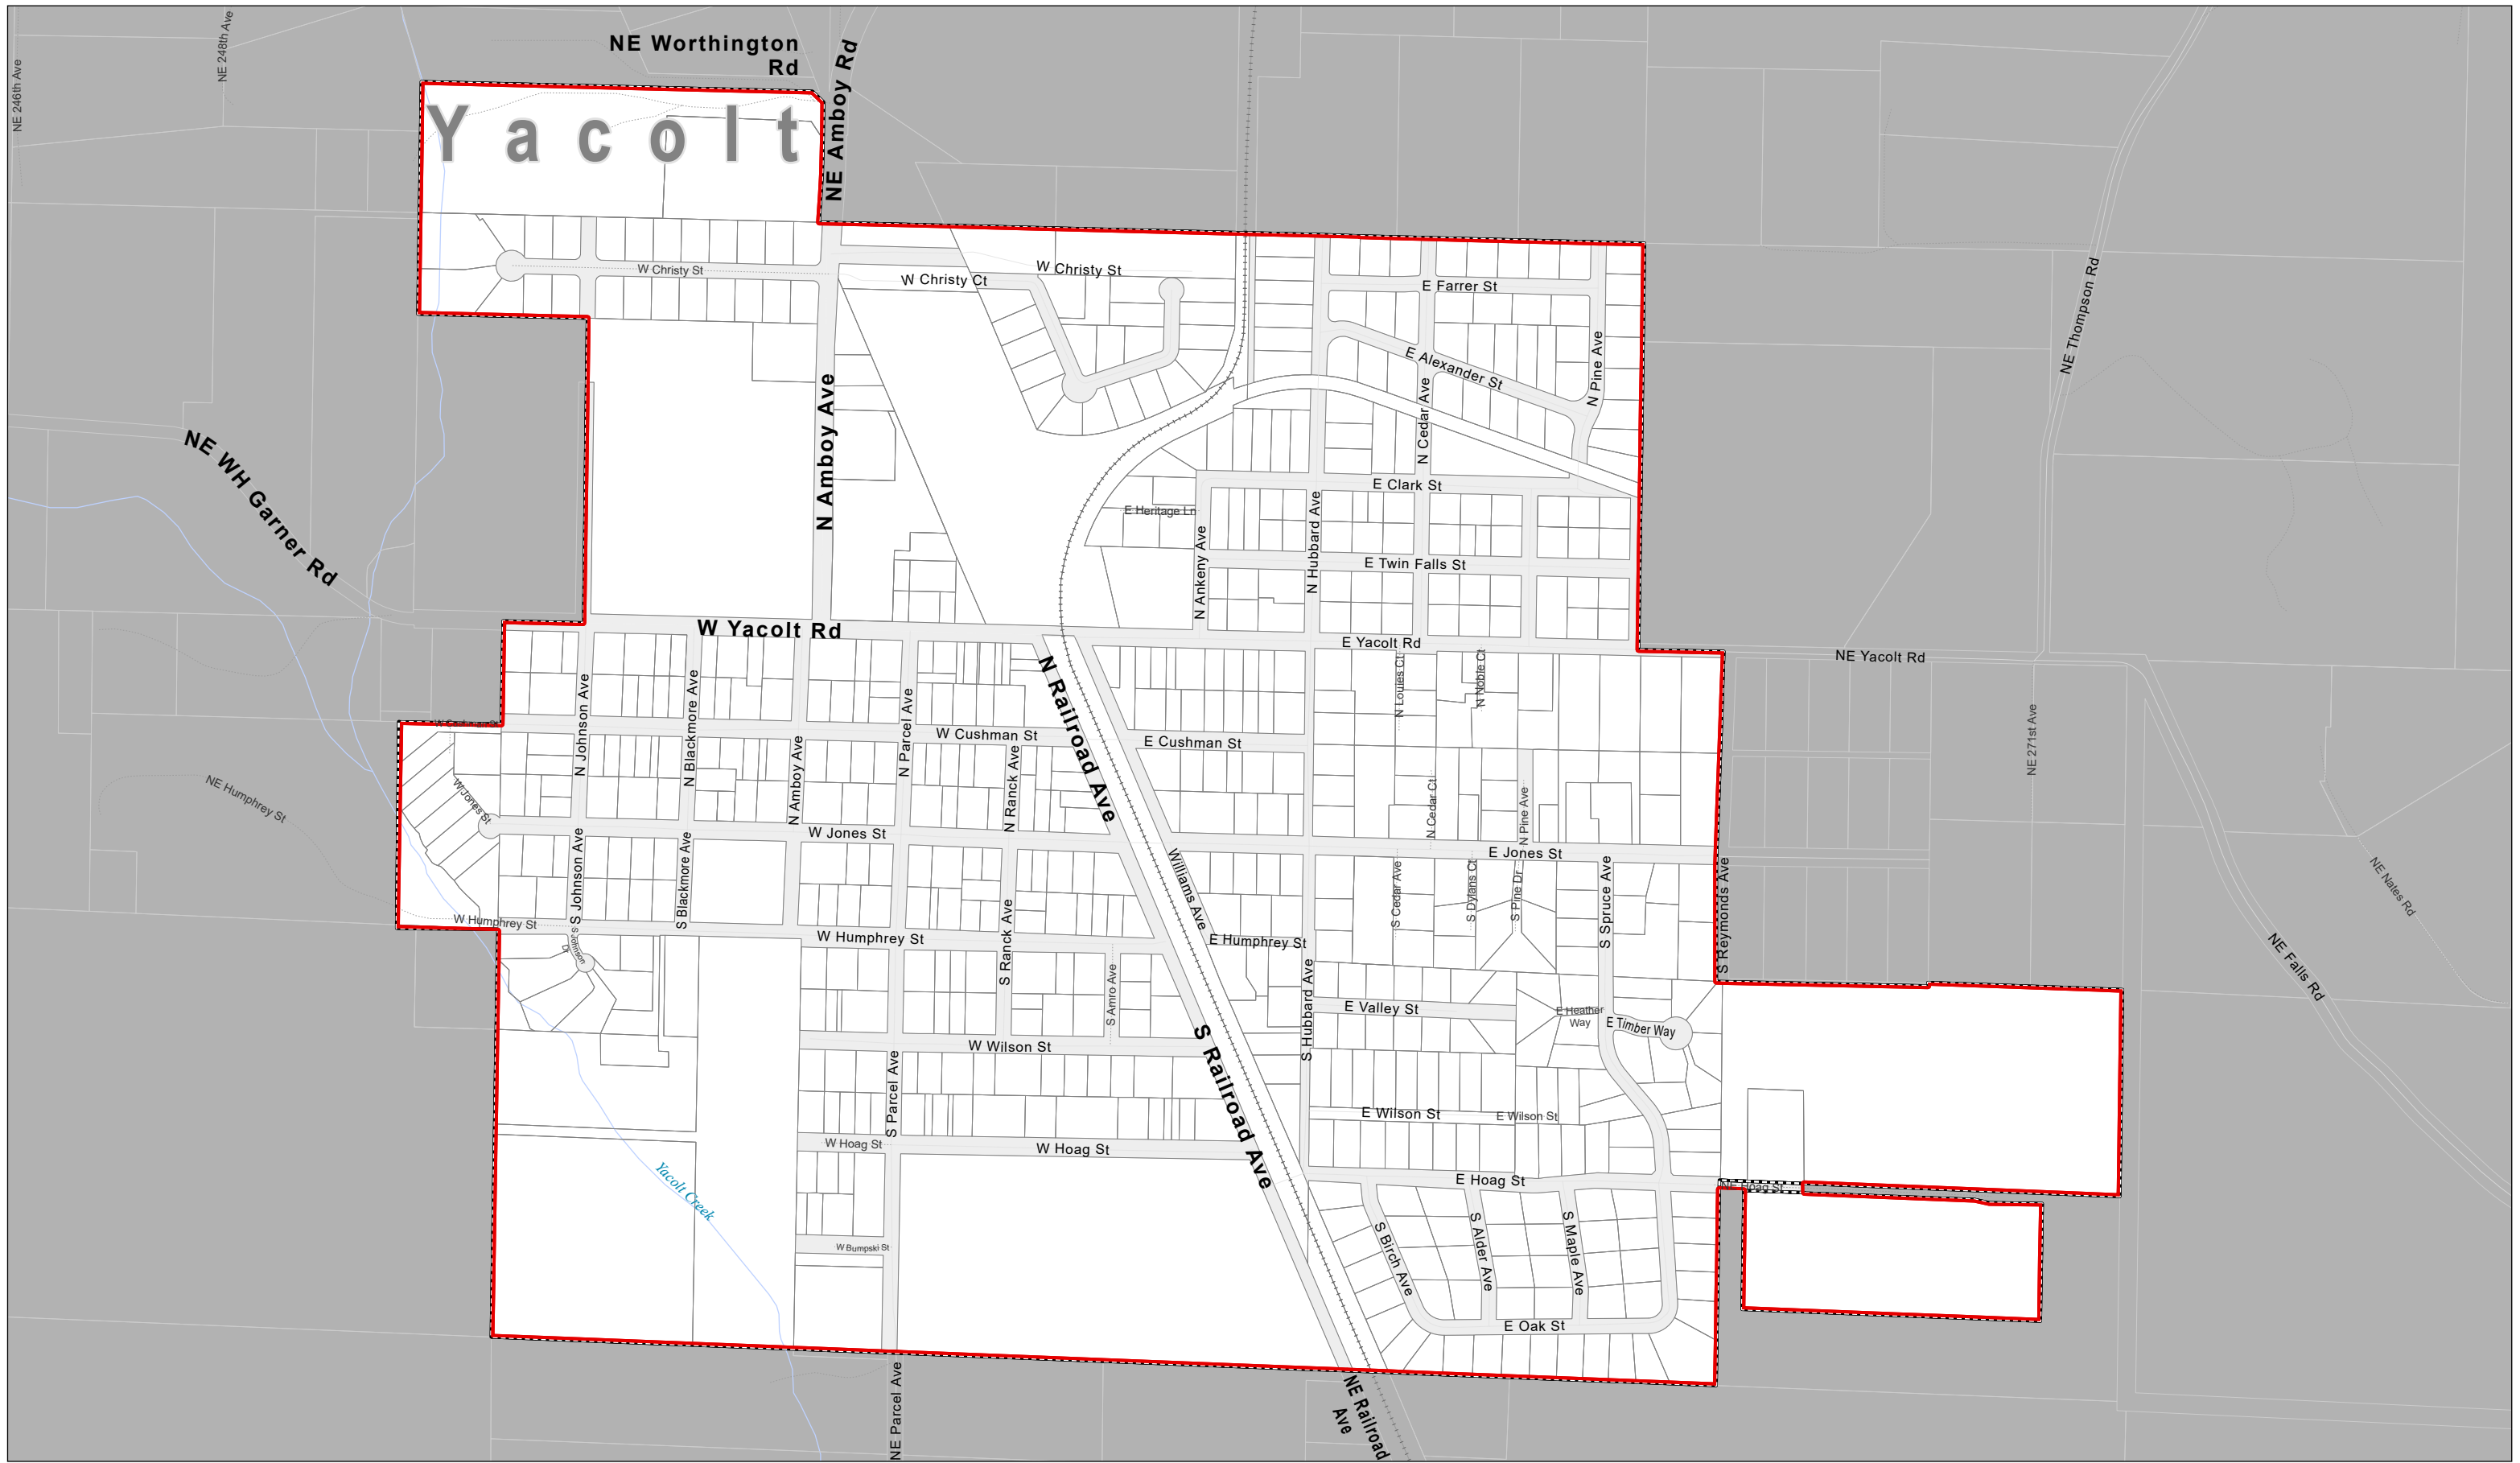 NE Worthington
Rd
NE 248th Ave
NE 246th Ave
NE Amboy Rd
Yacolt
W Christy St
W Christy St
W Christy Ct
E Farrer St
NE Thompson Rd
E Alexander St
N Pine Ave
N Cedar Ave
N Amboy Ave
NE WH Garner Rd
E Clark St
E Heritage Ln
N Hubbard Ave
N Ankeny Ave
E Twin Falls St
W Yacolt Rd
E Yacolt Rd
NE Yacolt Rd
N Railroad Ave
N Louies Ct
N Noble Ct
N Johnson Ave
N Blackmore Ave
N Parcel Ave
W Cushman St
E Cushman St
NE 271st Ave
N Amboy Ave
N Ranck Ave
N Cedar Ct
N Pine Ave
NE Humphrey St
W Jones St
W Jones St
E Jones St
S Johnson Ave
S Blackmore Ave
Williams Ave
S Cedar Ave
S Dylans Ct
S Pine Dr
S Spruce Ave
S Reymonds Ave
NE Nates Rd
W Humphrey St
W Humphrey St
E Humphrey St
S Johnson
Dr
S Ranck Ave
S Amro Ave
S Hubbard Ave
NE Falls Rd
E Valley St
E Heather
Way
E Timber Way
W Wilson St
S Railroad Ave
S Parcel Ave
E Wilson St
E Wilson St
W Hoag St
W Hoag St
E Hoag St
NE Hoag St
Yacolt Creek
W Bumpski St
S Birch Ave
S Alder Ave
S Maple Ave
E Oak St
NE Parcel Ave
NE Railroad
Ave